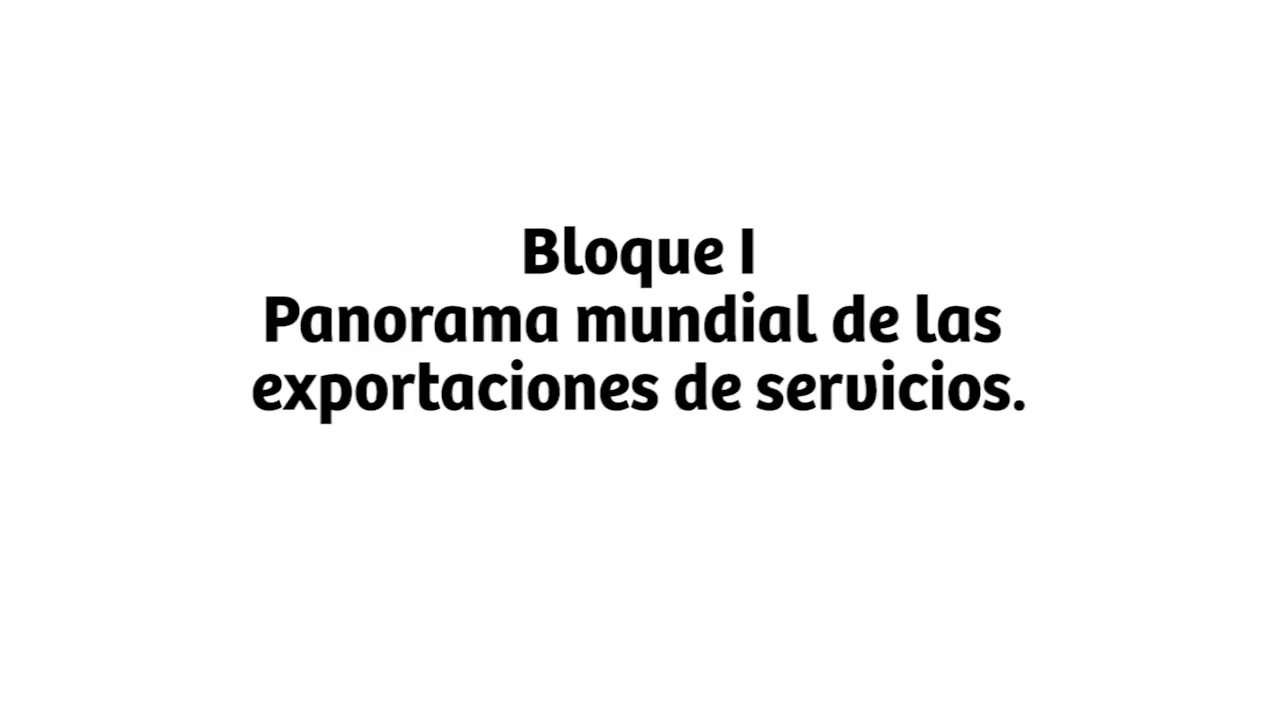 Bloque I
Panorama mundial de las
exportaciones de servicios.